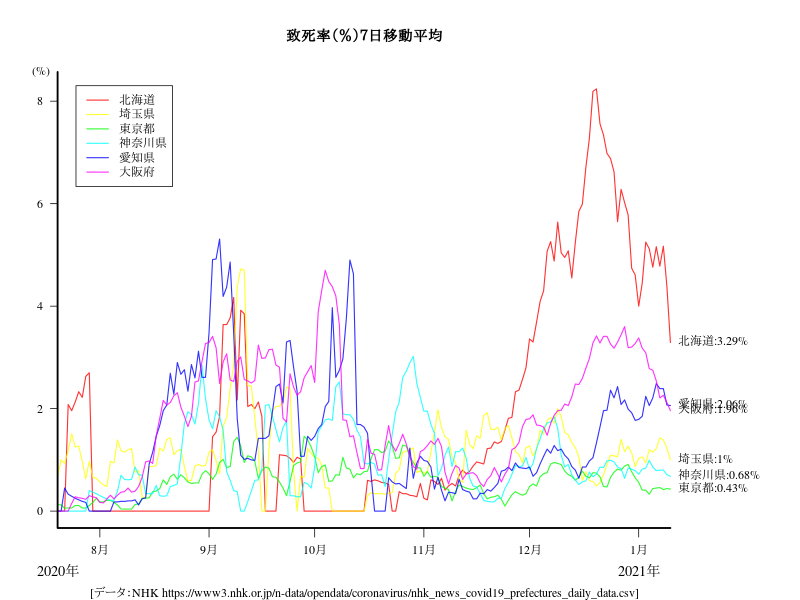 致死率(%)7日移動平均
(%)
8
6
4
2
0
北海道
埼玉県
東京都
神奈川県
愛知県
大阪府
北海道:3.29%
愛知県:2.06%
大阪府:1.96%
埼玉県:1%
神奈川県:0.68%
東京都:0.43%
8月 9月 10月 11月 12月 1月
2020年 2021年
[データ:NHK https://www3.nhk.or.jp/n-data/opendata/coronavirus/nhk_news_covid19_prefectures_daily_data.csv]